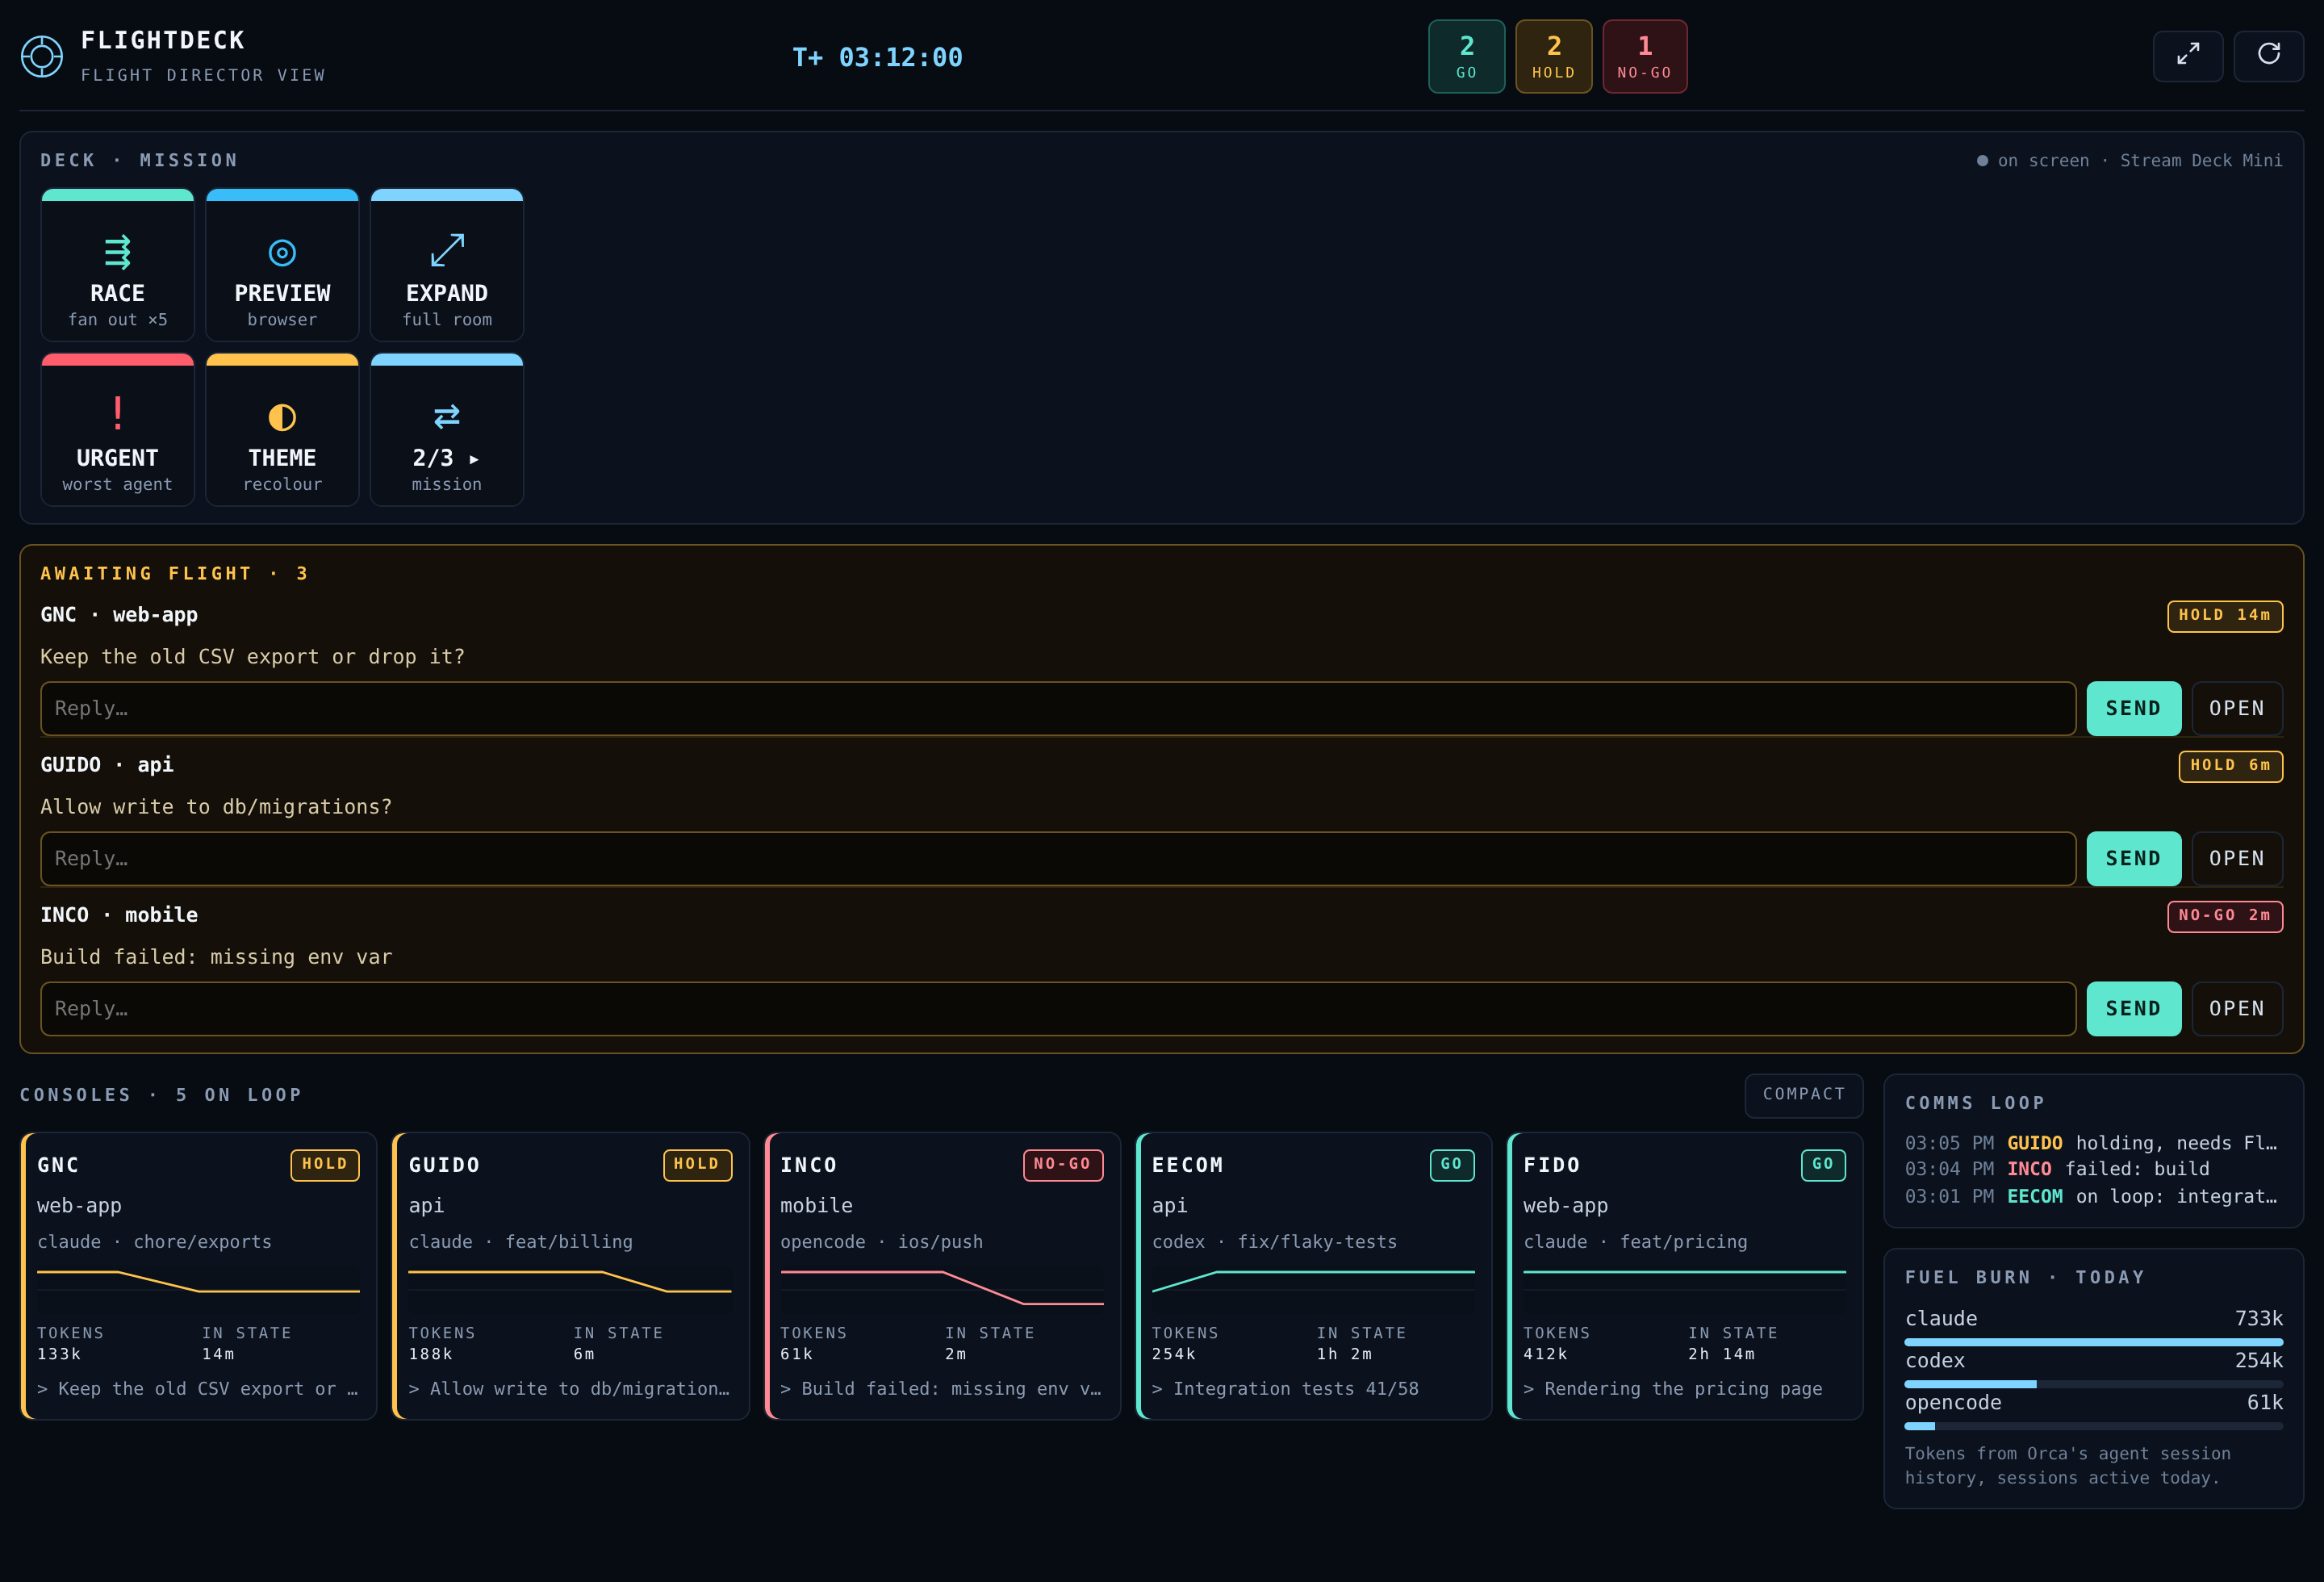 FLIGHTDECK
FLIGHT DIRECTOR VIEW
T+ 03:12:00
2
GO
2
HOLD
1
NO-GO
DECK · MISSION
on screen · Stream Deck Mini
RACE
fan out ×5
PREVIEW
browser
EXPAND
full room
!
URGENT
worst agent
THEME
recolour
2/3 ▸
mission
AWAITING FLIGHT · 3
GNC · web-app
HOLD 14m
Keep the old CSV export or drop it?
Reply…
SEND
OPEN
GUIDO · api
HOLD 6m
Allow write to db/migrations?
Reply…
SEND
OPEN
INCO · mobile
NO-GO 2m
Build failed: missing env var
Reply…
SEND
OPEN
CONSOLES · 5 ON LOOP
COMPACT
GNC
HOLD
web-app
claude · chore/exports
TOKENS
IN STATE
133k
14m
> Keep the old CSV export or …
GUIDO
HOLD
api
claude · feat/billing
TOKENS
IN STATE
188k
6m
> Allow write to db/migration…
INCO
NO-GO
mobile
opencode · ios/push
TOKENS
IN STATE
61k
2m
> Build failed: missing env v…
EECOM
GO
api
codex · fix/flaky-tests
TOKENS
IN STATE
254k
1h 2m
> Integration tests 41/58
FIDO
GO
web-app
claude · feat/pricing
TOKENS
IN STATE
412k
2h 14m
> Rendering the pricing page
COMMS LOOP
03:05 PM GUIDO holding, needs Fl…
03:04 PM INCO failed: build
03:01 PM EECOM on loop: integrat…
FUEL BURN · TODAY
claude 733k
codex 254k
opencode 61k
Tokens from Orca's agent session
history, sessions active today.